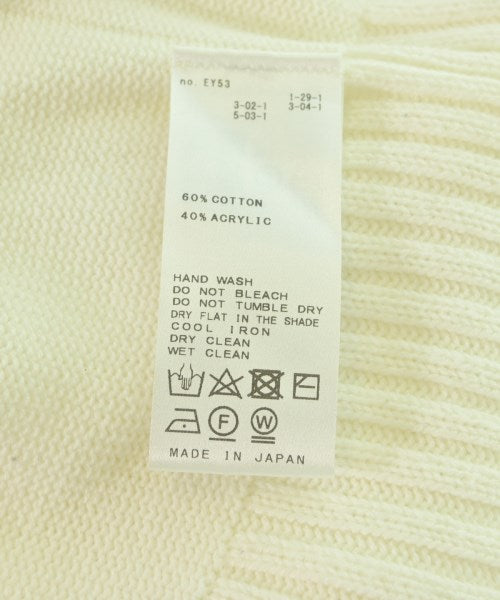 no. EY53
1-29-1
3-02-1 3-04-1
5-03-1
60% COTTON
40% ACRYLIC
HAND WASH
DO NOT BLEACH
DO NOT TUMBLE DRY
DRY FLAT IN THE SHADE
COOL IRON
DRY CLEAN
WET CLEAN
F W
MADE IN JAPAN